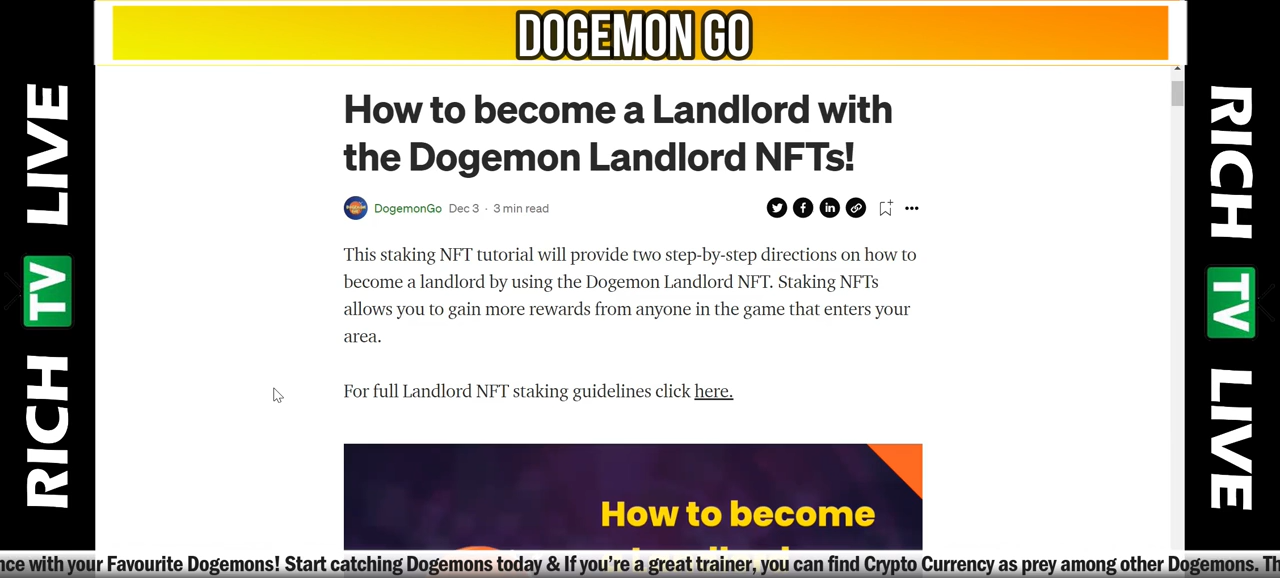 DOGEMON GO
How to become a Landlord with
the Dogemon Landlord NFTs!
DogemonGo Dec 3 · 3 min read
This staking NFT tutorial will provide two step-by-step directions on how to
become a landlord by using the Dogemon Landlord NFT. Staking NFTs
allows you to gain more rewards from anyone in the game that enters your
area.
For full Landlord NFT staking guidelines click here.
How to become
RICH TV LIVE
RICH TV LIVE
with your Favourite Dogemons! Start catching Dogemons today & If you're a great trainer, you can find Crypto Currency as prey among other Dogemons.